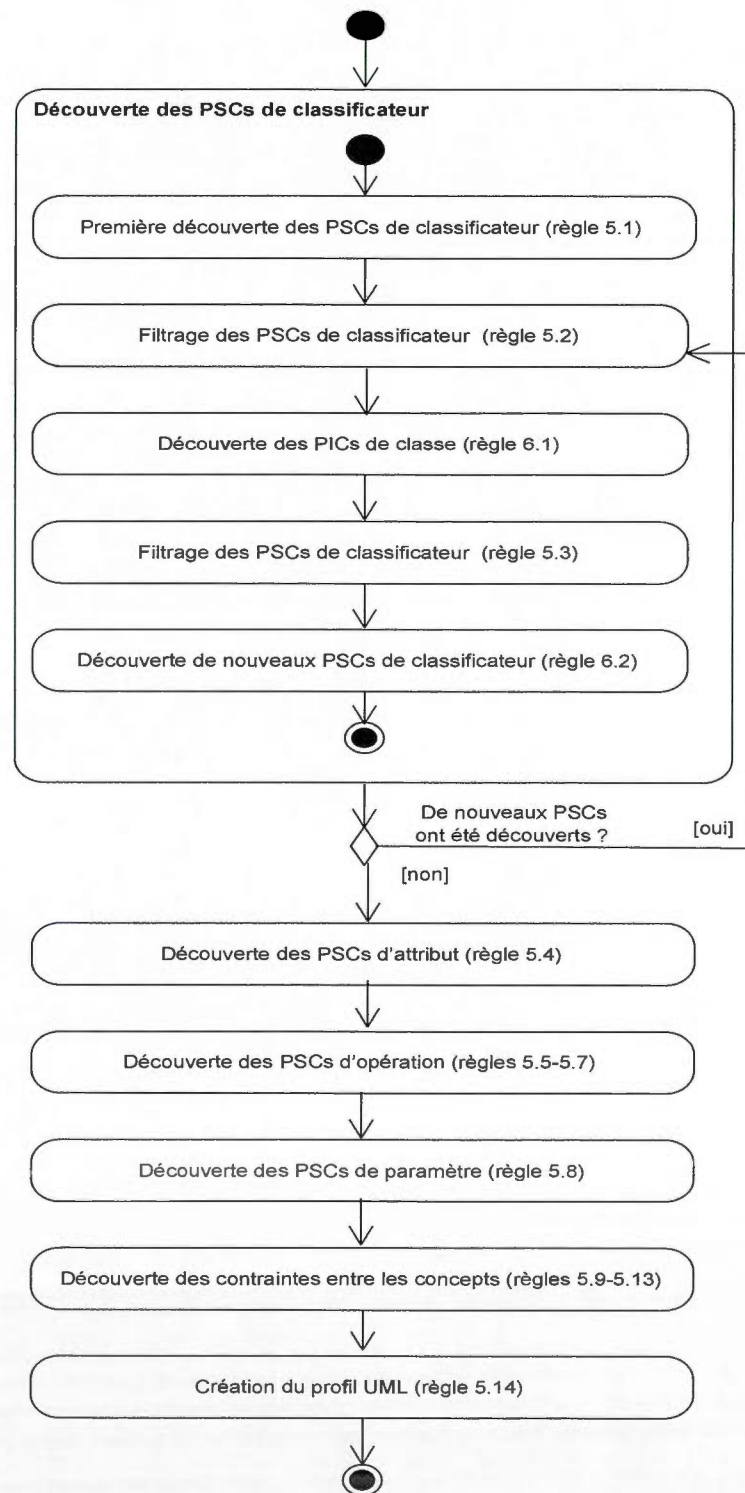 Découverte des PSCs de classificateur
Première découverte des PSCs de classificateur (règle 5.1)
Filtrage des PSCs de classificateur (règle 5.2)
Découverte des PICs de classe (règle 6.1)
Filtrage des PSCs de classificateur (règle 5.3)
Découverte de nouveaux PSCs de classificateur (règle 6.2)
De nouveaux PSCs
ont été découverts ?
[oui]
[non]
Découverte des PSCs d'attribut (règle 5.4)
Découverte des PSCs d'opération (règles 5.5-5.7)
Découverte des PSCs de paramètre (règle 5.8)
Découverte des contraintes entre les concepts (règles 5.9-5.13)
Création du profil UML (règle 5.14)